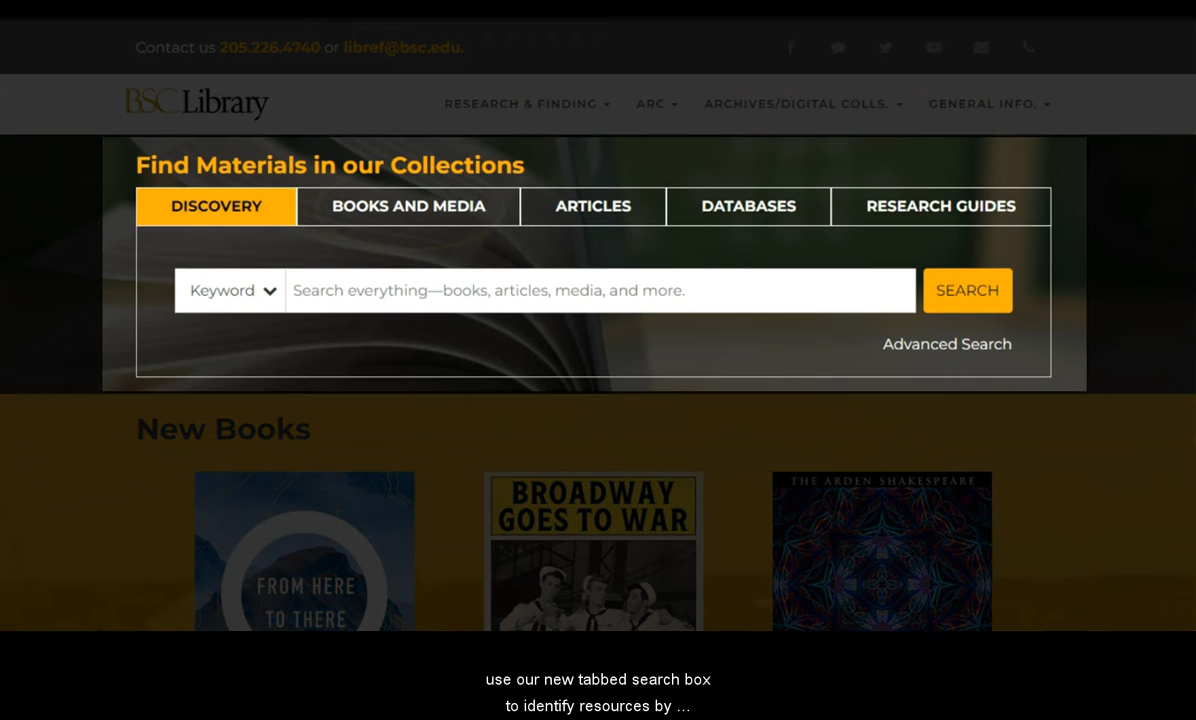 Contact us 205.226.4740 or libref@bsc.edu.
BSC Library
RESEARCH & FINDING
ARC
ARCHIVES/DIGITAL COLLS.
GENERAL INFO.
Find Materials in our Collections
DISCOVERY
BOOKS AND MEDIA
ARTICLES
DATABASES
RESEARCH GUIDES
Keyword
Search everything—books, articles, media, and more.
SEARCH
Advanced Search
New Books
FROM HERE
TO THERE
BROADWAY
GOES TO WAR
THE ARDEN SHAKESPEARE
use our new tabbed search box
to identify resources by ...